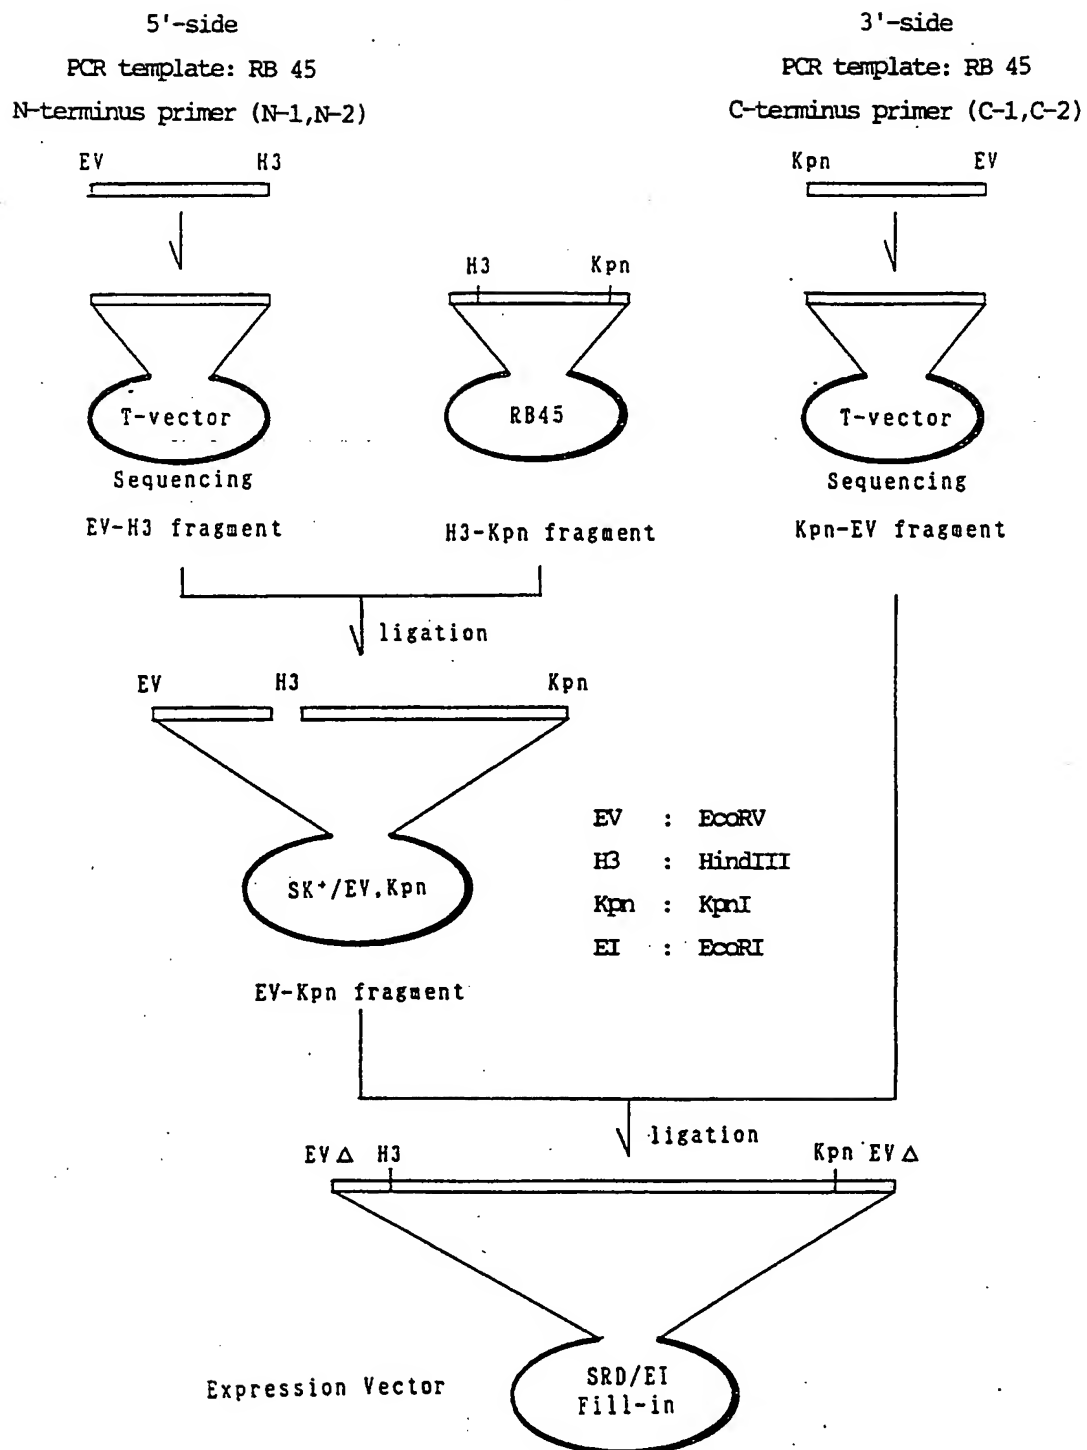 5'-side
PCR template: RB 45
N-terminus primer (N-1,N-2)
EV H3
3'-side
PCR template: RB 45
C-terminus primer (C-1,C-2)
Kpn EV
H3 Kpn
T-vector
Sequencing
EV-H3 fragment
RB45
H3-Kpn fragment
T-vector
Sequencing
Kpn-EV fragment
ligation
EV H3 Kpn
SK⁺/EV,Kpn
EV-Kpn fragment
EV : EcoRV
H3 : HindIII
Kpn : KpnI
EI : EcoRI
ligation
EV△ H3 Kpn EV△
Expression Vector
SRD/EI
Fill-in